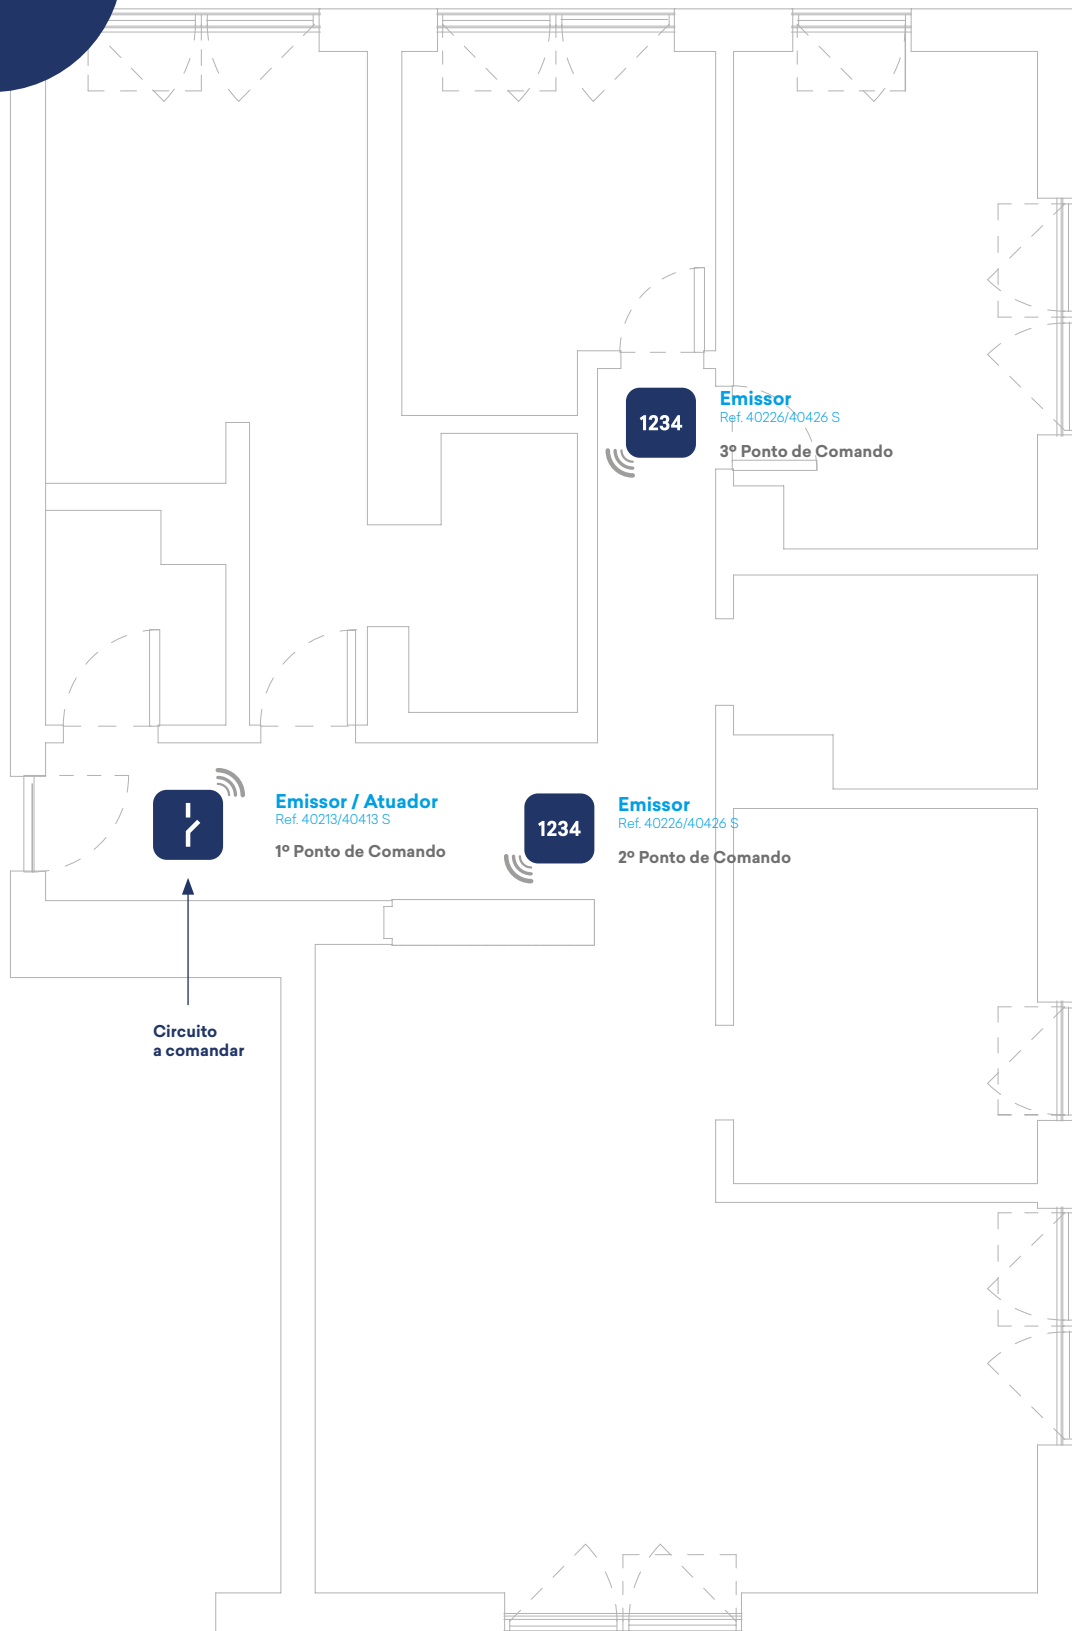 1234
Emissor
Ref. 40226/40426 S
3º Ponto de Comando
Emissor / Atuador
Ref. 40213/40413 S
1º Ponto de Comando
1234
Emissor
Ref. 40226/40426 S
2º Ponto de Comando
Circuito
a comandar